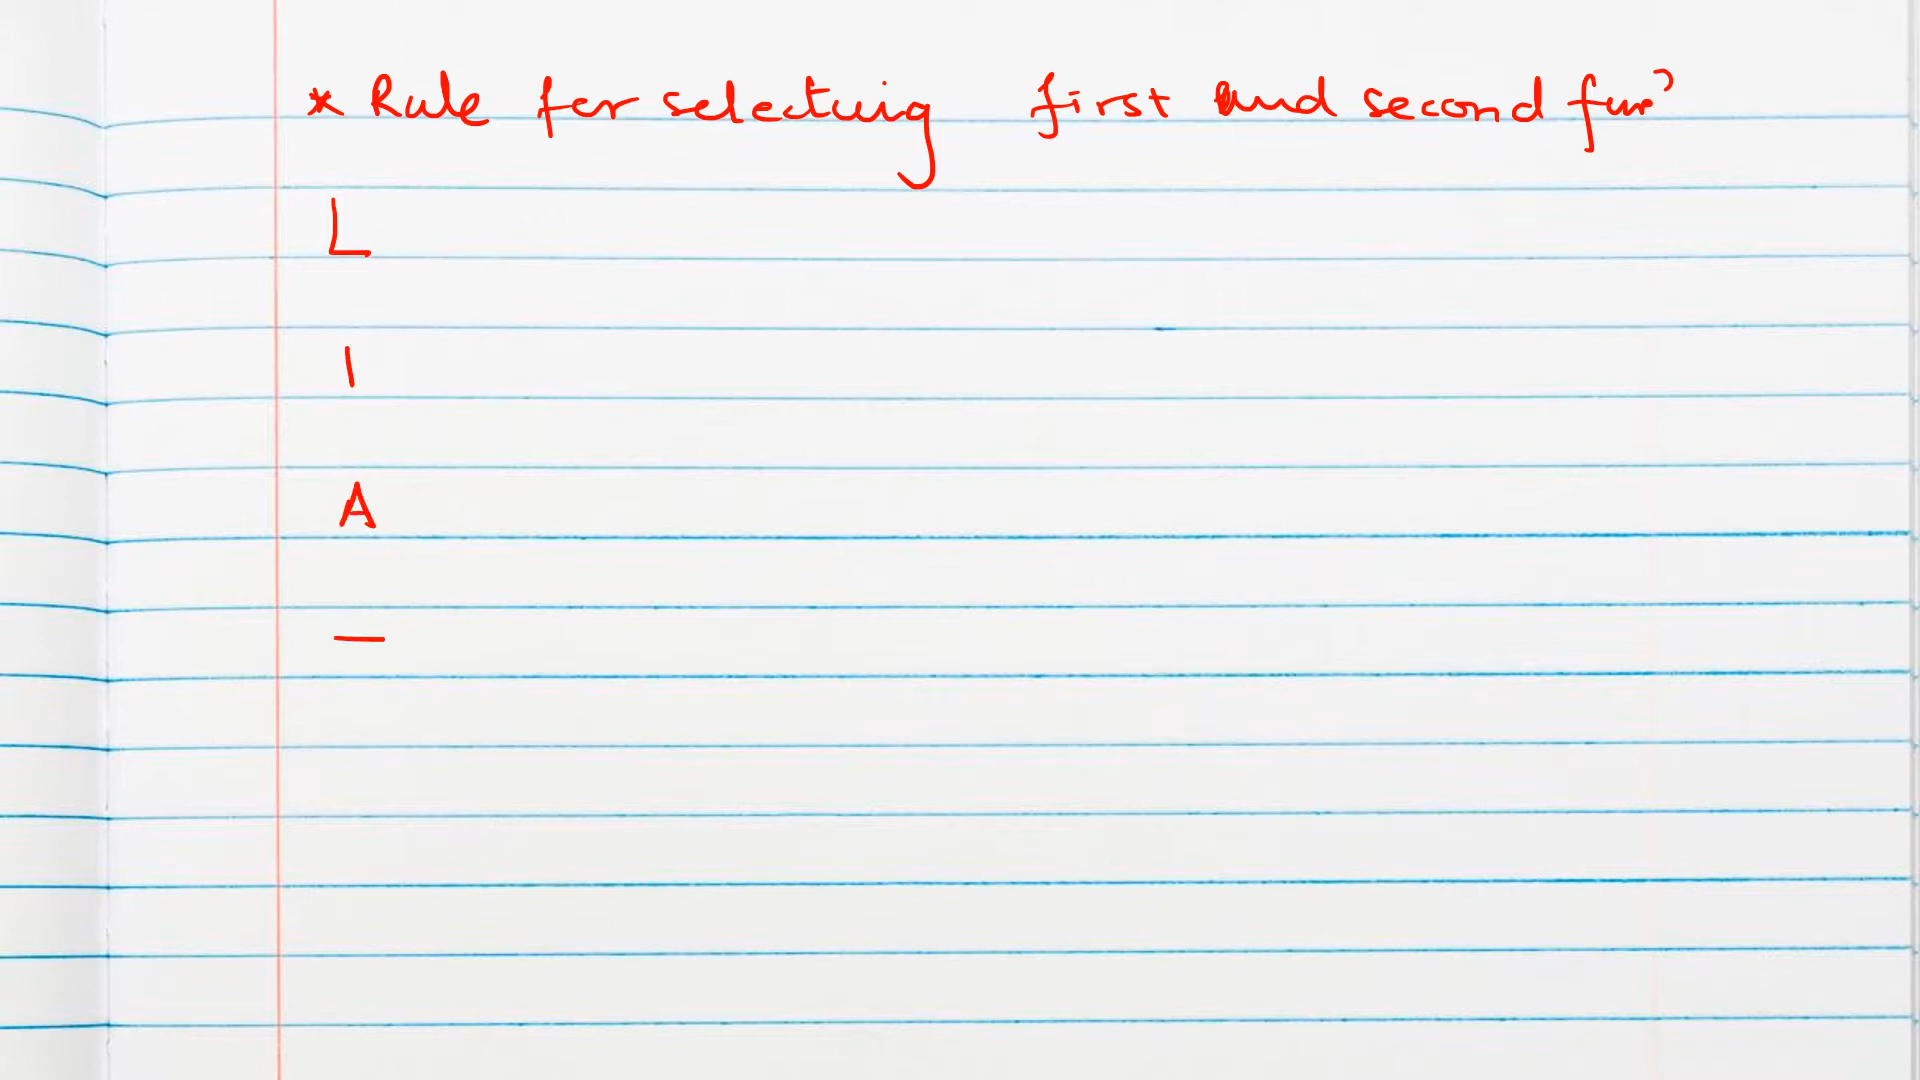 * Rule for selecting first and second fun?
L
I
A
—